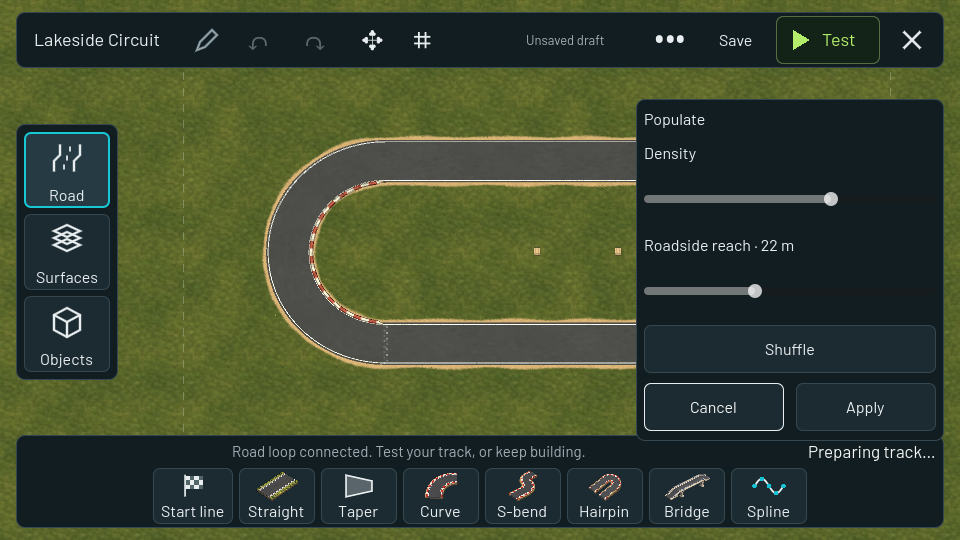 Lakeside Circuit
Unsaved draft
Save
Test
Populate
Density
Roadside reach · 22 m
Shuffle
Cancel
Apply
Road
Surfaces
Objects
Road loop connected. Test your track, or keep building.
Preparing track...
Start line
Straight
Taper
Curve
S-bend
Hairpin
Bridge
Spline